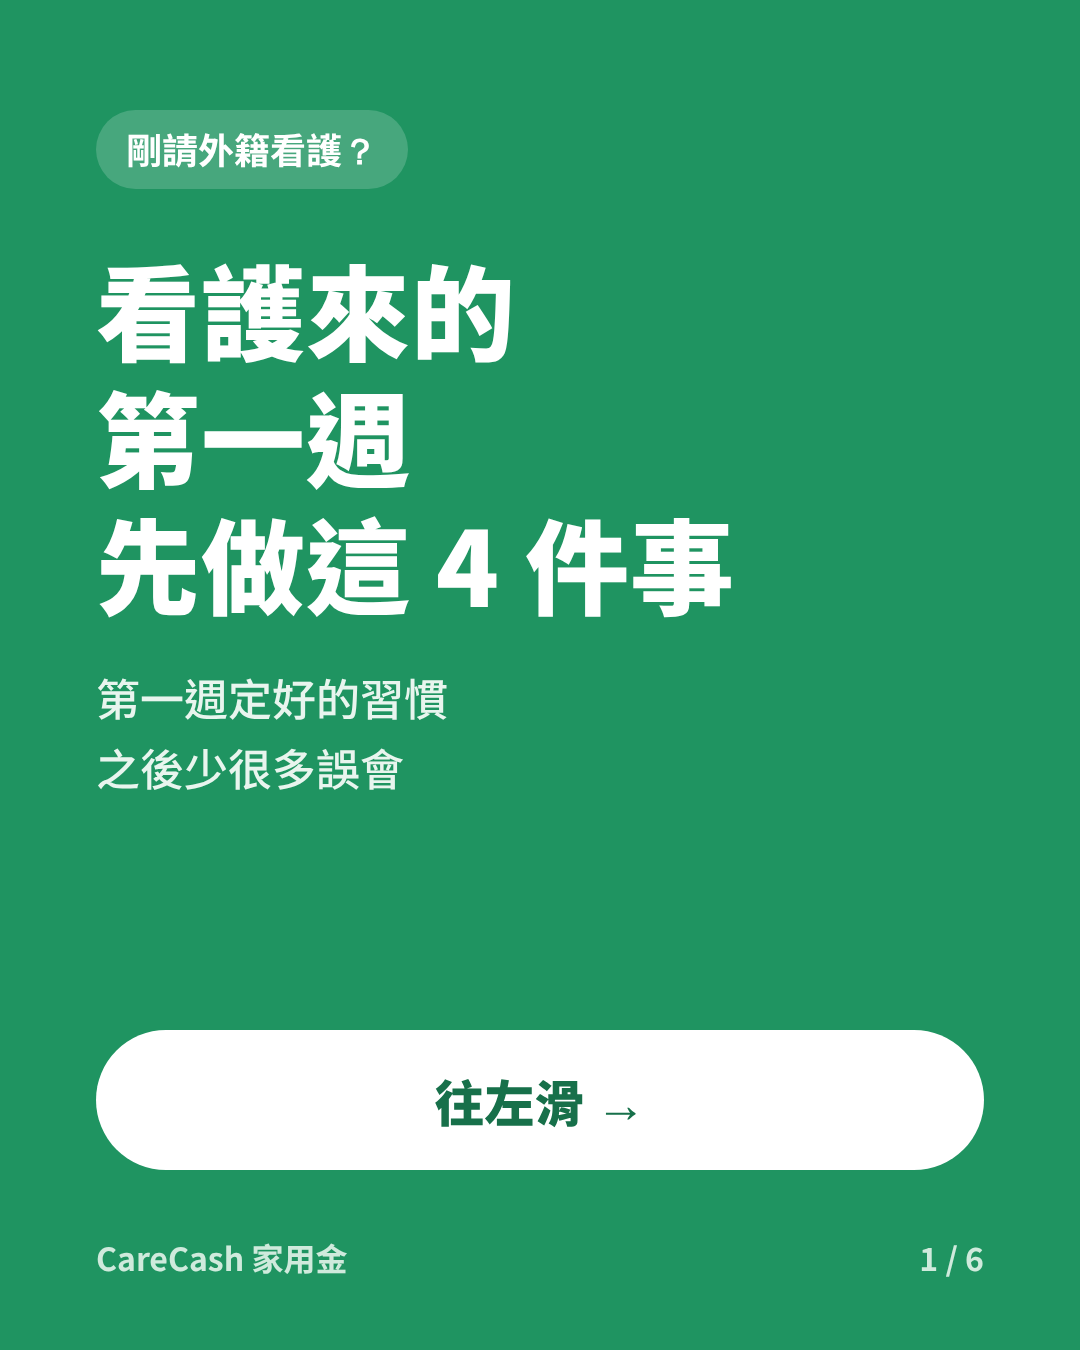 剛請外籍看護？
看護來的
第一週
先做這 4 件事
第一週定好的習慣
之後少很多誤會
往左滑 →
CareCash 家用金
1 / 6